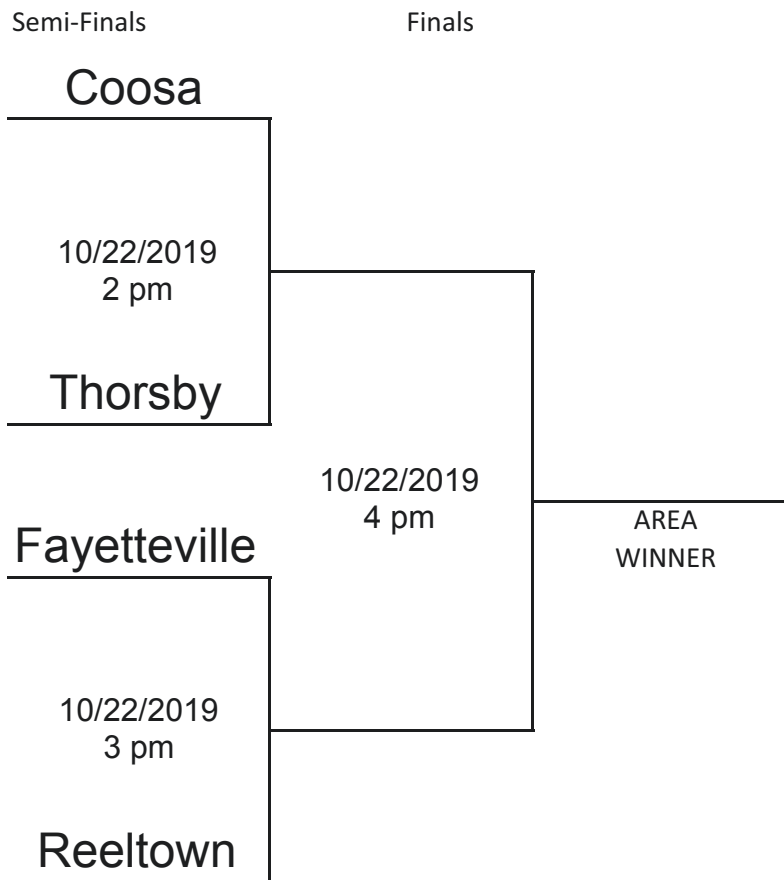 Semi-Finals
Finals
Coosa
10/22/2019
2 pm
Thorsby
10/22/2019
4 pm
AREA
WINNER
Fayetteville
10/22/2019
3 pm
Reeltown